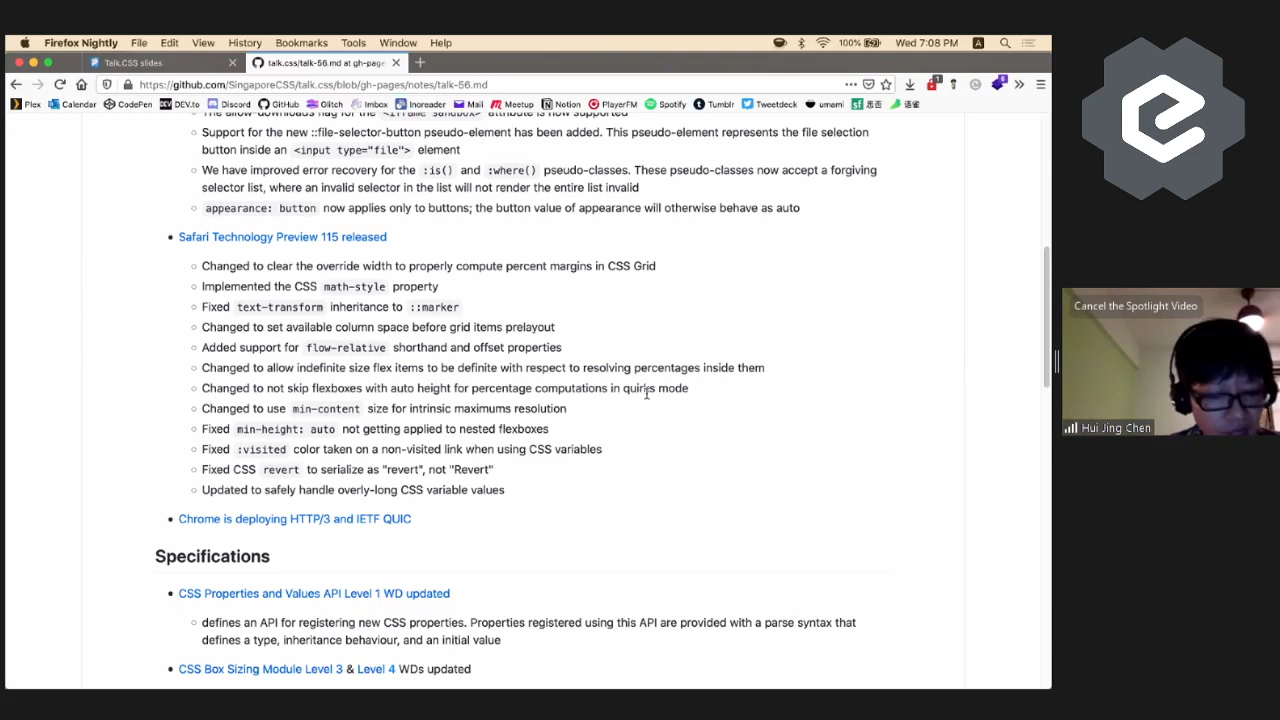 Firefox Nightly File Edit View History Bookmarks Tools Window Help 100% Wed 7:08 PM A
Talk.CSS slides talk.css/talk-56.md at gh-page
https://github.com/SingaporeCSS/talk.css/blob/gh-pages/notes/talk-56.md
Plex Calendar CodePen DEV.to Discord GitHub Glitch Imbox Inoreader Mail Meetup Notion PlayerFM Spotify Tumblr Tweetdeck umami
The allow-downloads flag for the <iframe sandbox> attribute is now supported
Support for the new ::file-selector-button pseudo-element has been added. This pseudo-element represents the file selection
button inside an <input type="file"> element
We have improved error recovery for the :is() and :where() pseudo-classes. These pseudo-classes now accept a forgiving
selector list, where an invalid selector in the list will not render the entire list invalid
appearance: button now applies only to buttons; the button value of appearance will otherwise behave as auto
Safari Technology Preview 115 released
Changed to clear the override width to properly compute percent margins in CSS Grid
Implemented the CSS math-style property
Fixed text-transform inheritance to ::marker
Changed to set available column space before grid items prelayout
Added support for flow-relative shorthand and offset properties
Changed to allow indefinite size flex items to be definite with respect to resolving percentages inside them
Changed to not skip flexboxes with auto height for percentage computations in quirks mode
Changed to use min-content size for intrinsic maximums resolution
Fixed min-height: auto not getting applied to nested flexboxes
Fixed :visited color taken on a non-visited link when using CSS variables
Fixed CSS revert to serialize as "revert", not "Revert"
Updated to safely handle overly-long CSS variable values
Chrome is deploying HTTP/3 and IETF QUIC
Specifications
CSS Properties and Values API Level 1 WD updated
defines an API for registering new CSS properties. Properties registered using this API are provided with a parse syntax that
defines a type, inheritance behaviour, and an initial value
CSS Box Sizing Module Level 3 & Level 4 WDs updated
Cancel the Spotlight Video
Hui Jing Chen